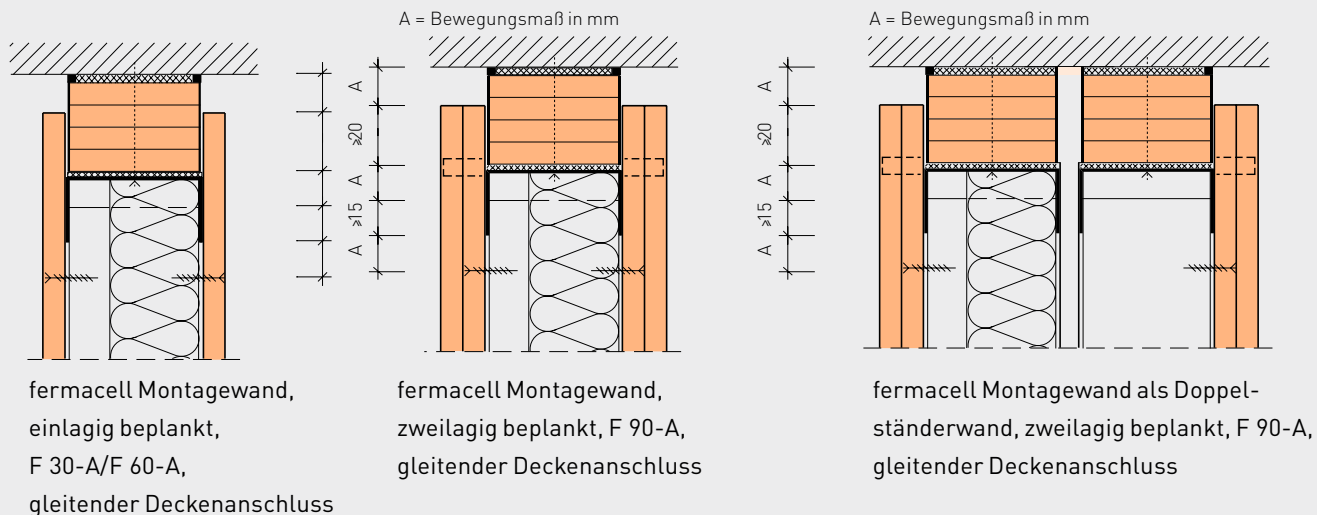 A = Bewegungsmaß in mm
A = Bewegungsmaß in mm
A
≥20
A
≥15
A
A
≥20
A
≥15
A
fermacell Montagewand,
einlagig beplankt,
F 30-A/F 60-A,
gleitender Deckenanschluss
fermacell Montagewand,
zweilagig beplankt, F 90-A,
gleitender Deckenanschluss
fermacell Montagewand als Doppel-
ständerwand, zweilagig beplankt, F 90-A,
gleitender Deckenanschluss